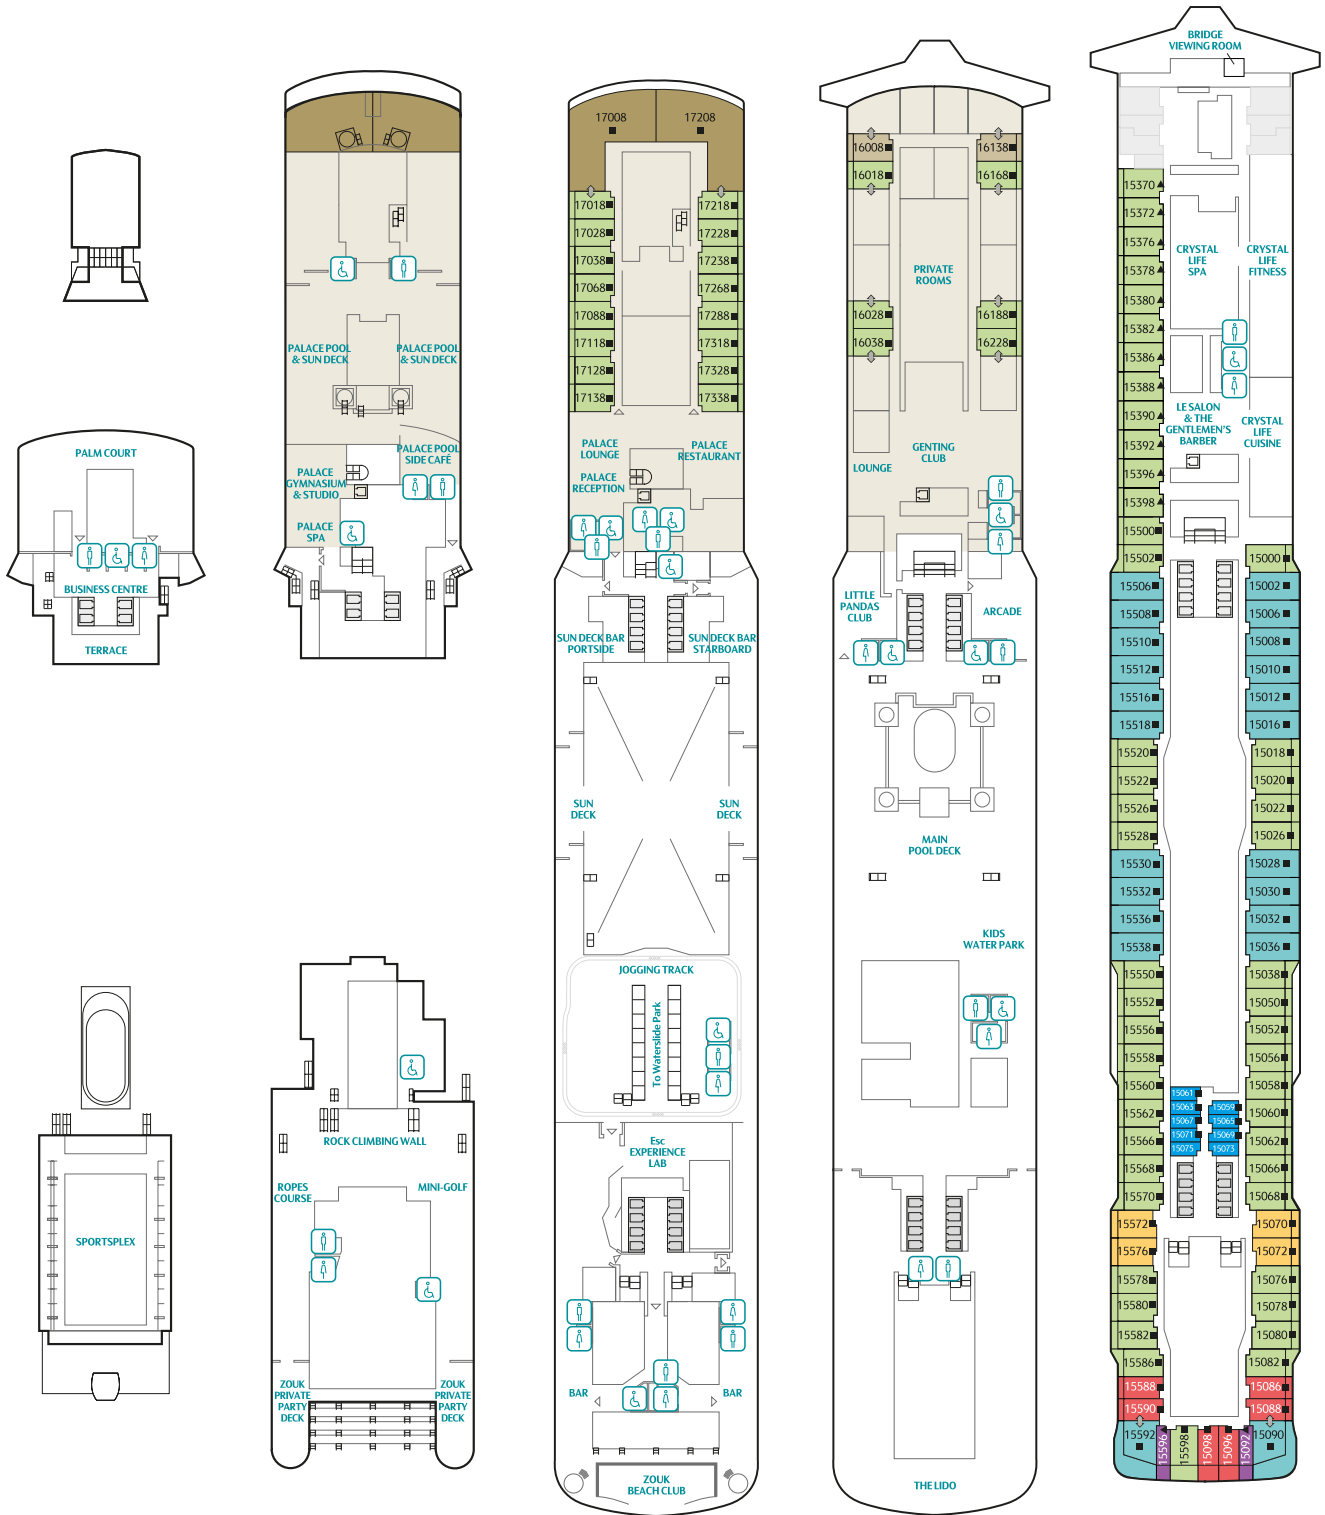 PALM COURT
BUSINESS CENTRE
TERRACE
SPORTSPLEX
PALACE POOL
& SUN DECK
PALACE POOL
& SUN DECK
PALACE POOL
SIDE CAFÉ
PALACE
GYMNASIUM
& STUDIO
PALACE
SPA
ROCK CLIMBING WALL
ROPES
COURSE
MINI-GOLF
ZOUK
PRIVATE
PARTY
DECK
ZOUK
PRIVATE
PARTY
DECK
17008
17208
17018
17218
17028
17228
17038
17238
17068
17268
17088
17288
17118
17318
17128
17328
17138
17338
PALACE
LOUNGE
PALACE
RESTAURANT
PALACE
RECEPTION
SUN DECK BAR
PORTSIDE
SUN DECK BAR
STARBOARD
SUN
DECK
SUN
DECK
JOGGING TRACK
To Waterslide Park
Esc
EXPERIENCE
LAB
BAR
BAR
ZOUK
BEACH CLUB
16008
16138
16018
16168
PRIVATE
ROOMS
16028
16188
16038
16228
LOUNGE
GENTING
CLUB
LITTLE
PANDAS
CLUB
ARCADE
MAIN
POOL DECK
KIDS
WATER PARK
THE LIDO
BRIDGE
VIEWING ROOM
15370
15372
15376
15378
15380
15382
15386
15388
15390
15392
15396
15398
15500
15502
CRYSTAL
LIFE
SPA
CRYSTAL
LIFE
FITNESS
LE SALON
& THE
GENTLEMEN'S
BARBER
CRYSTAL
LIFE
CUISINE
15000
15506
15002
15508
15006
15510
15008
15512
15010
15516
15012
15518
15016
15520
15018
15522
15020
15526
15022
15528
15026
15530
15028
15532
15030
15536
15032
15538
15036
15550
15038
15552
15050
15556
15052
15558
15056
15560
15058
15562
15060
15566
15062
15568
15066
15570
15068
15061
15063
15059
15067
15065
15071
15069
15075
15073
15572
15070
15576
15072
15578
15076
15580
15078
15582
15080
15586
15082
15588
15086
15590
15088
15592
15090
15596
15598
15098
15096
15092